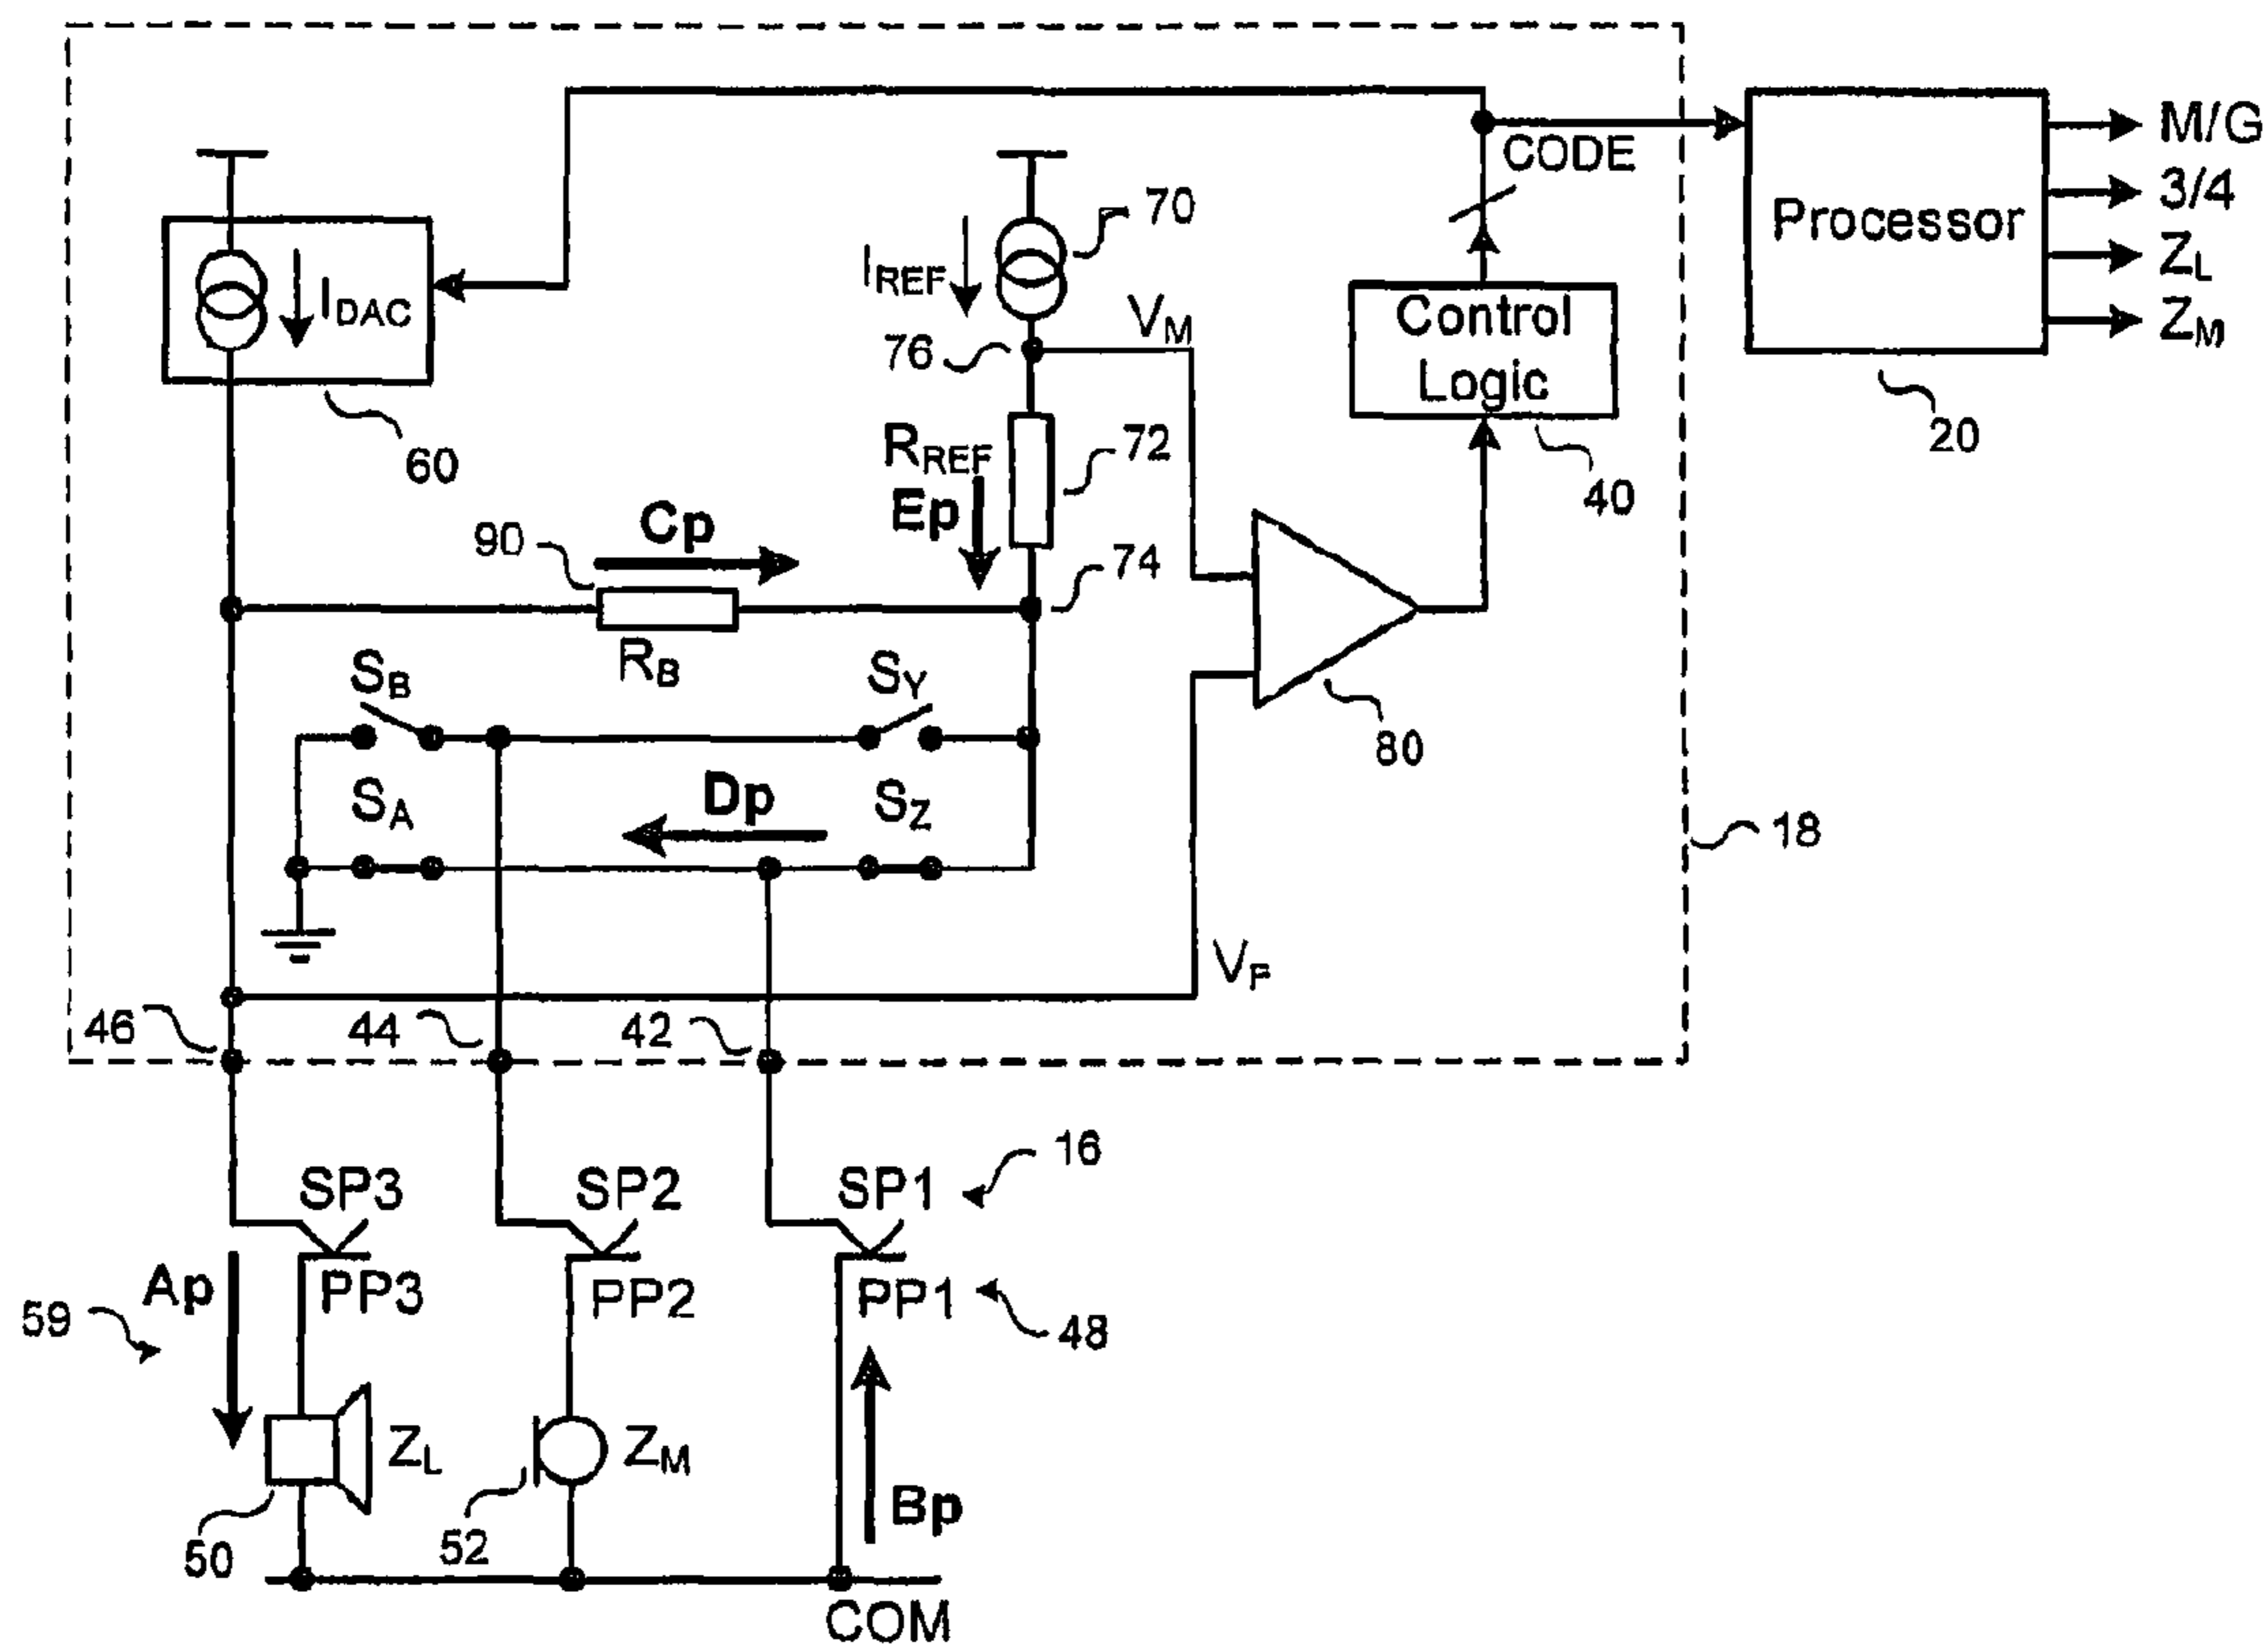 M/G
CODE
3/4
Processor
Z_L
Z_M
70
I_REF
I_DAC
V_M
76
Control
Logic
20
60
R_REF
72
40
Cp
Ep
90
74
R_B
S_B
S_Y
80
S_A
Dp
S_Z
18
V_P
46
44
42
16
SP3
SP2
SP1
Ap
PP3
PP2
PP1
59
48
Z_L
Z_M
Bp
50
52
COM